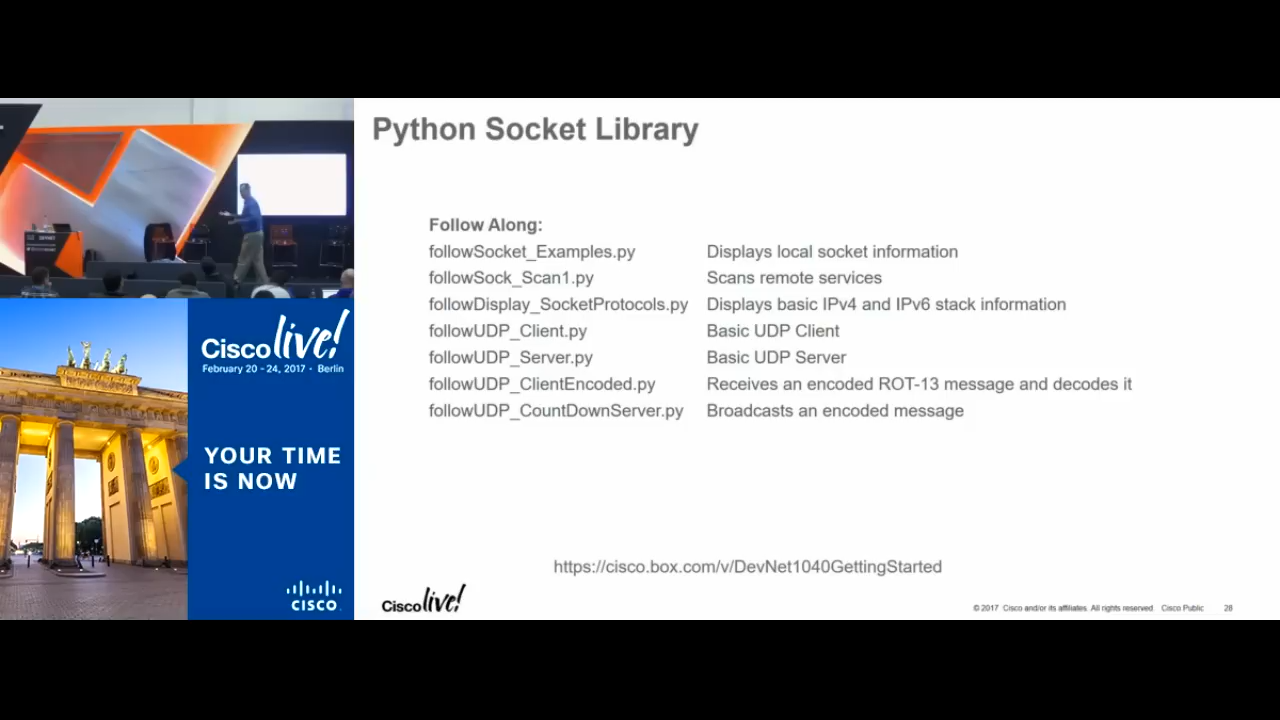 Python Socket Library
Follow Along:
followSocket_Examples.py Displays local socket information
followSock_Scan1.py Scans remote services
followDisplay_SocketProtocols.py Displays basic IPv4 and IPv6 stack information
followUDP_Client.py Basic UDP Client
followUDP_Server.py Basic UDP Server
followUDP_ClientEncoded.py Receives an encoded ROT-13 message and decodes it
followUDP_CountDownServer.py Broadcasts an encoded message
https://cisco.box.com/v/DevNet1040GettingStarted
Cisco live!
© 2017 Cisco and/or its affiliates. All rights reserved. Cisco Public 28
Cisco live!
February 20 - 24, 2017 · Berlin
YOUR TIME
IS NOW
CISCO.